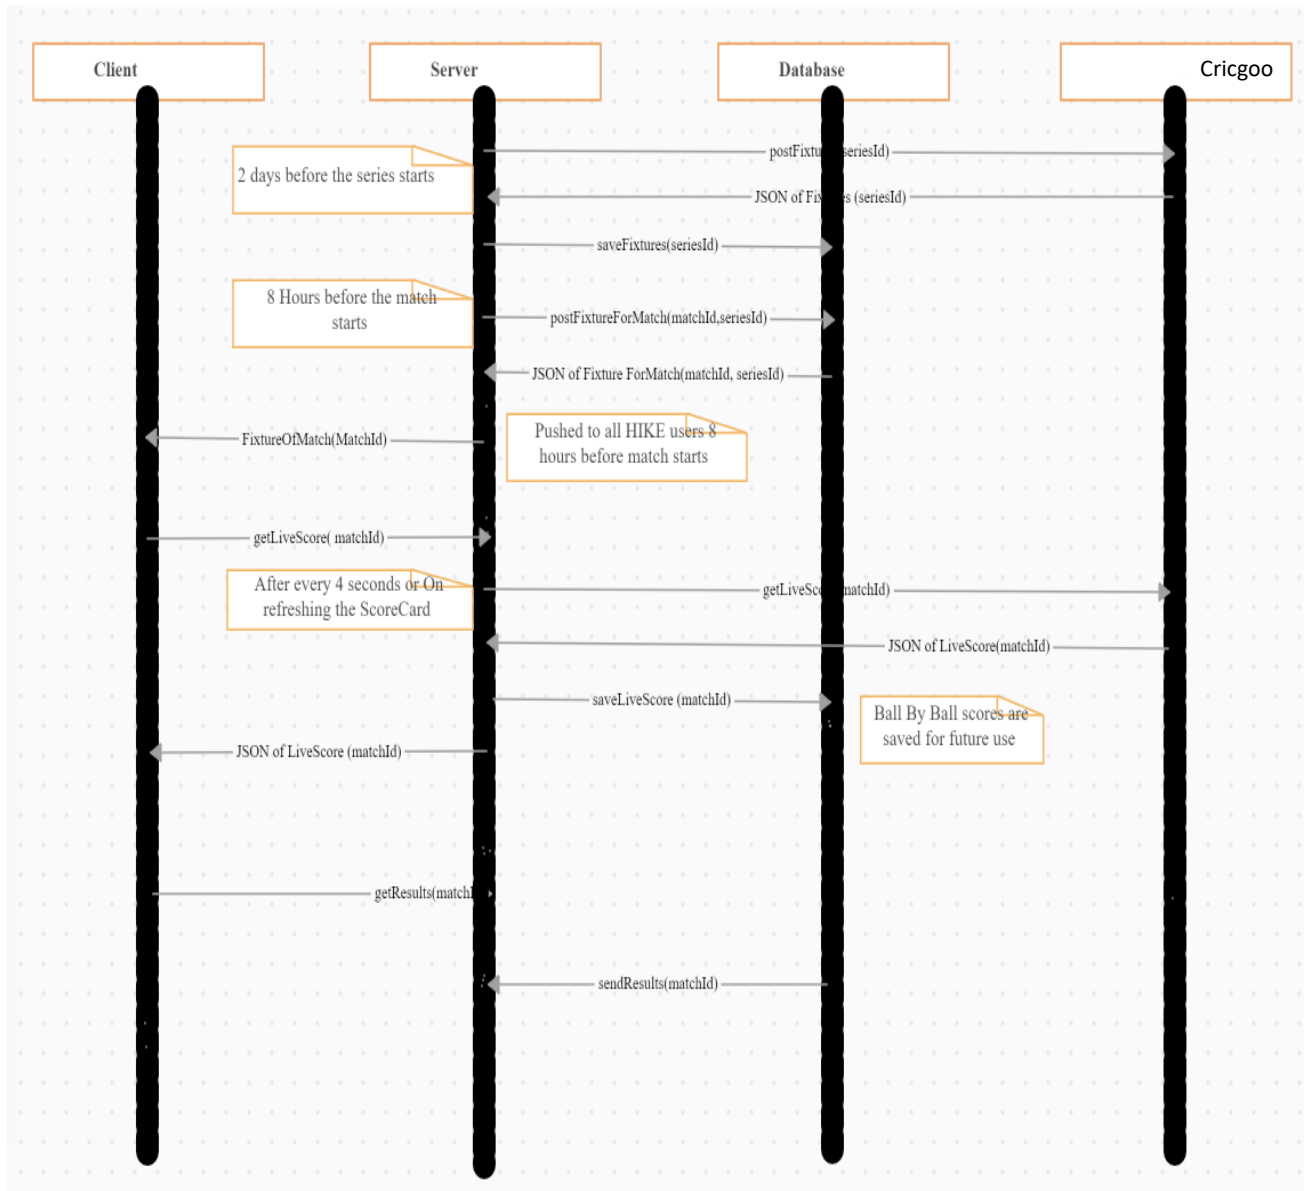 Client
Server
Database
Cricgoo
postFixtu seriesId)
2 days before the series starts
JSON of Fix s (seriesId)
saveFixtures(seriesId)
8 Hours before the match
starts
postFixtureForMatch(matchId,seriesId)
JSON of Fixture ForMatch(matchId, seriesId)
Pushed to all HIKE users 8
hours before match starts
FixtureOfMatch(MatchId)
getLiveScore( matchId)
After every 4 seconds or On
refreshing the ScoreCard
getLiveSco matchId)
JSON of LiveScore(matchId)
saveLiveScore (matchId)
Ball By Ball scores are
saved for future use
JSON of LiveScore (matchId)
getResults(matchI
sendResults(matchId)